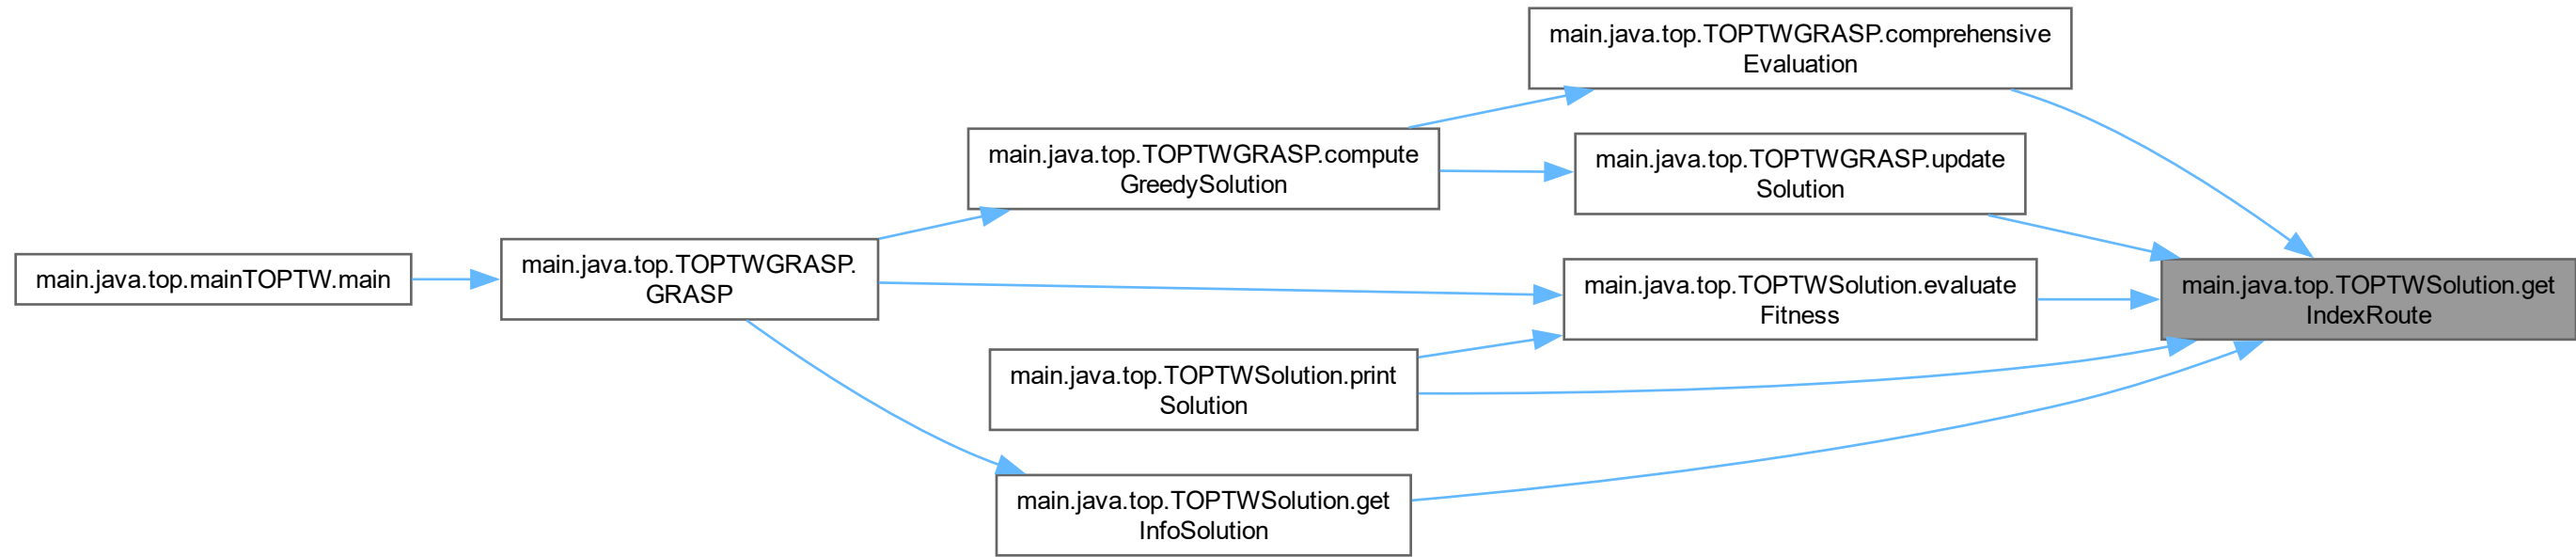 main.java.top.TOPTWGRASP.comprehensive
Evaluation
main.java.top.TOPTWGRASP.compute
GreedySolution
main.java.top.TOPTWGRASP.update
Solution
main.java.top.mainTOPTW.main
main.java.top.TOPTWGRASP.
GRASP
main.java.top.TOPTWSolution.evaluate
Fitness
main.java.top.TOPTWSolution.get
IndexRoute
main.java.top.TOPTWSolution.print
Solution
main.java.top.TOPTWSolution.get
InfoSolution